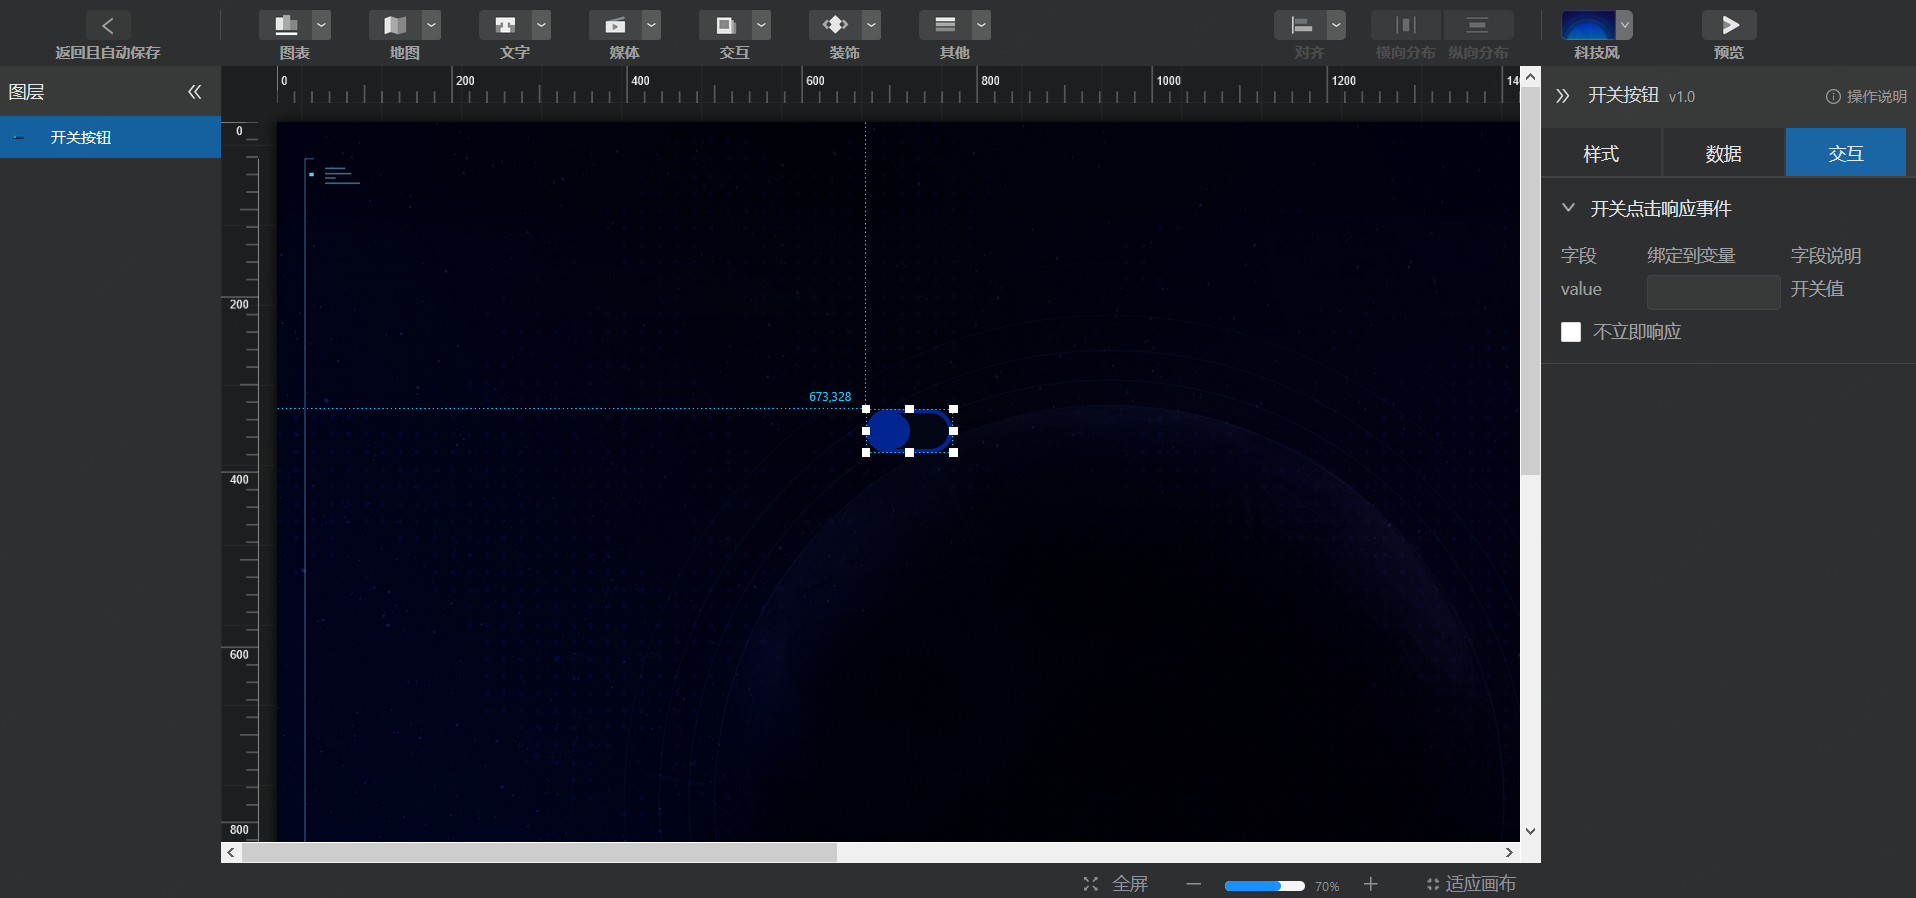 返回且自动保存
图表
地图
文字
媒体
交互
装饰
其他
对齐
横向分布
纵向分布
科技风
预览
图层
开关按钮
0 200 400 600 800 1000 1200
0
200
400
600
800
673,328
开关按钮 v1.0
操作说明
样式 数据 交互
开关点击响应事件
字段 绑定到变量 字段说明
value 开关值
不立即响应
全屏
70%
适应画布